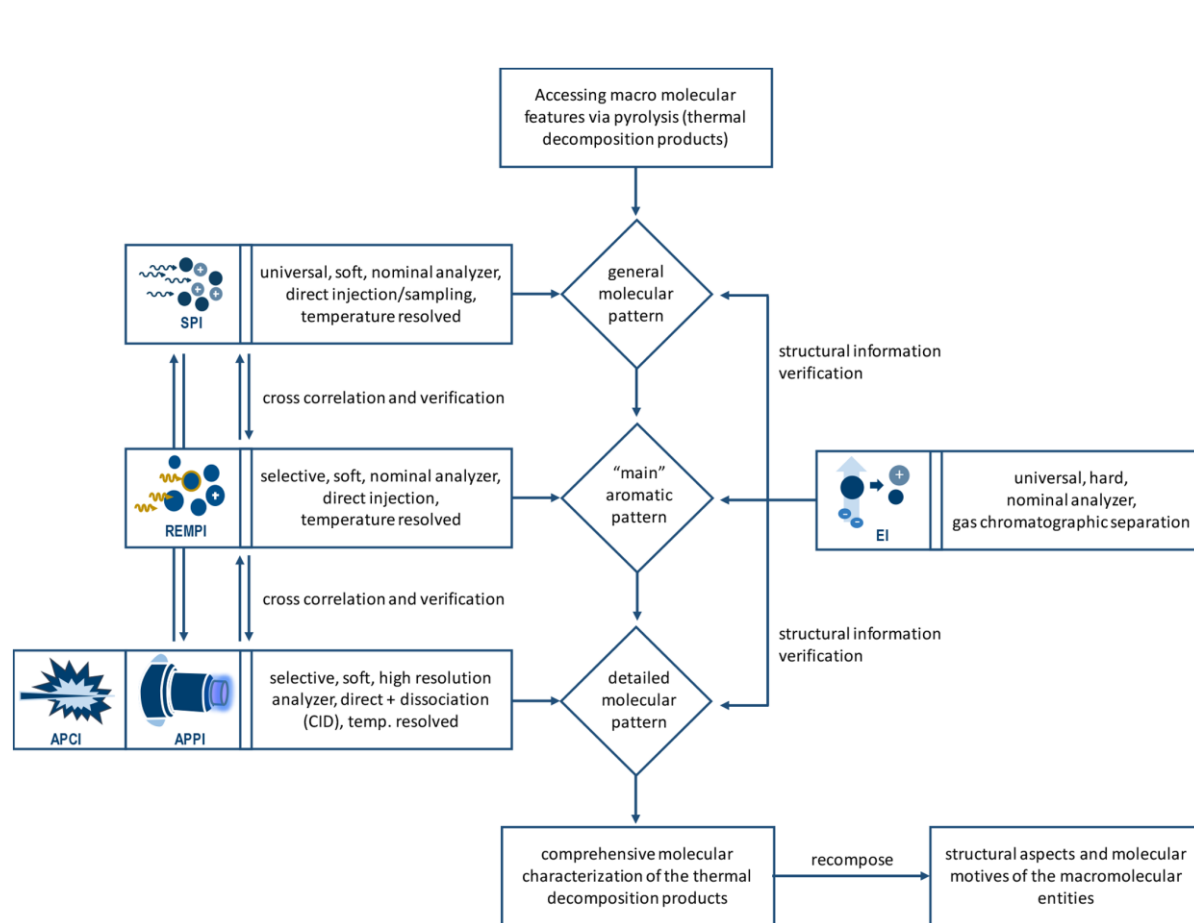 Accessing macro molecular
features via pyrolysis (thermal
decomposition products)
universal, soft, nominal analyzer,
direct injection/sampling,
temperature resolved
SPI
general
molecular
pattern
structural information
verification
cross correlation and verification
selective, soft, nominal analyzer,
direct injection,
temperature resolved
REMPI
“main”
aromatic
pattern
universal, hard,
nominal analyzer,
gas chromatographic separation
EI
cross correlation and verification
structural information
verification
selective, soft, high resolution
analyzer, direct + dissociation
(CID), temp. resolved
APCI
APPI
detailed
molecular
pattern
comprehensive molecular
characterization of the thermal
decomposition products
recompose
structural aspects and molecular
motives of the macromolecular
entities